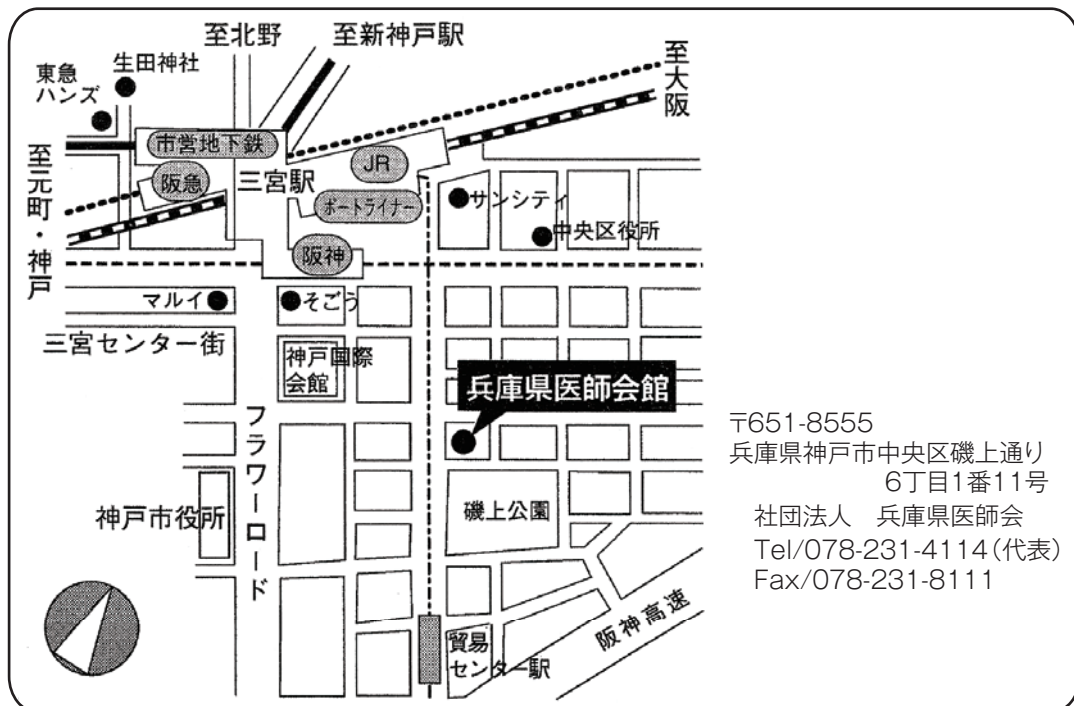 至北野
至新神戸駅
至大阪
生田神社
東急
ハンズ
市営地下鉄
JR
阪急
三宮駅
ポートライナー
サンシティ
中央区役所
至元町・神戸
阪神
マルイ
そごう
三宮センター街
神戸国際
会館
兵庫県医師会館
フラワーロード
神戸市役所
磯上公園
貿易
センター駅
阪神高速
〒651-8555
兵庫県神戸市中央区磯上通り
6丁目1番11号
社団法人　兵庫県医師会
Tel/078-231-4114（代表）
Fax/078-231-8111